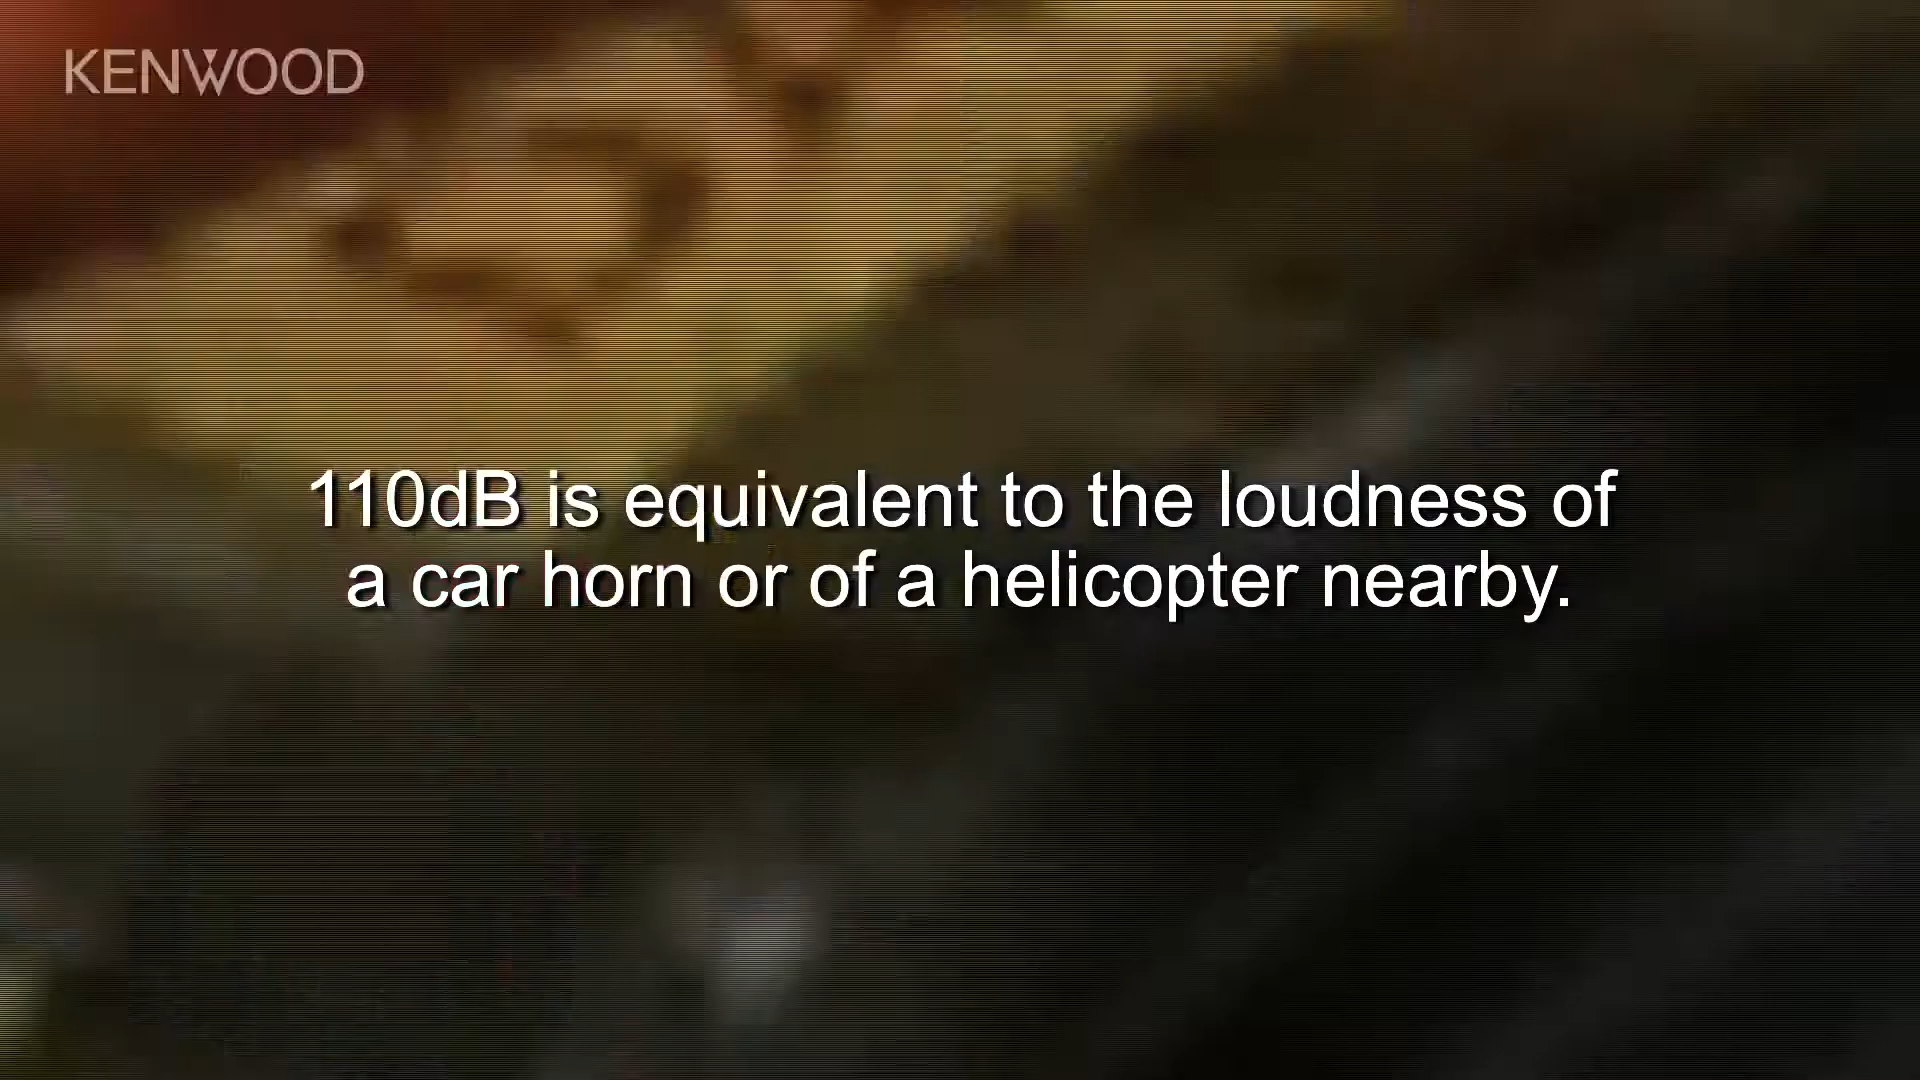 KENWOOD
110dB is equivalent to the loudness of
a car horn or of a helicopter nearby.